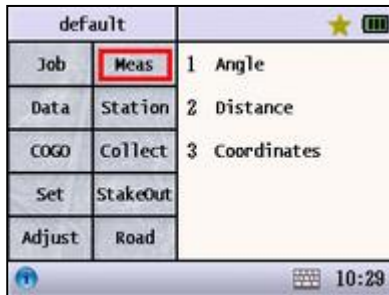 default
Job Meas 1 Angle
Data Station 2 Distance
COGO Collect 3 Coordinates
Set StakeOut
Adjust Road
10:29